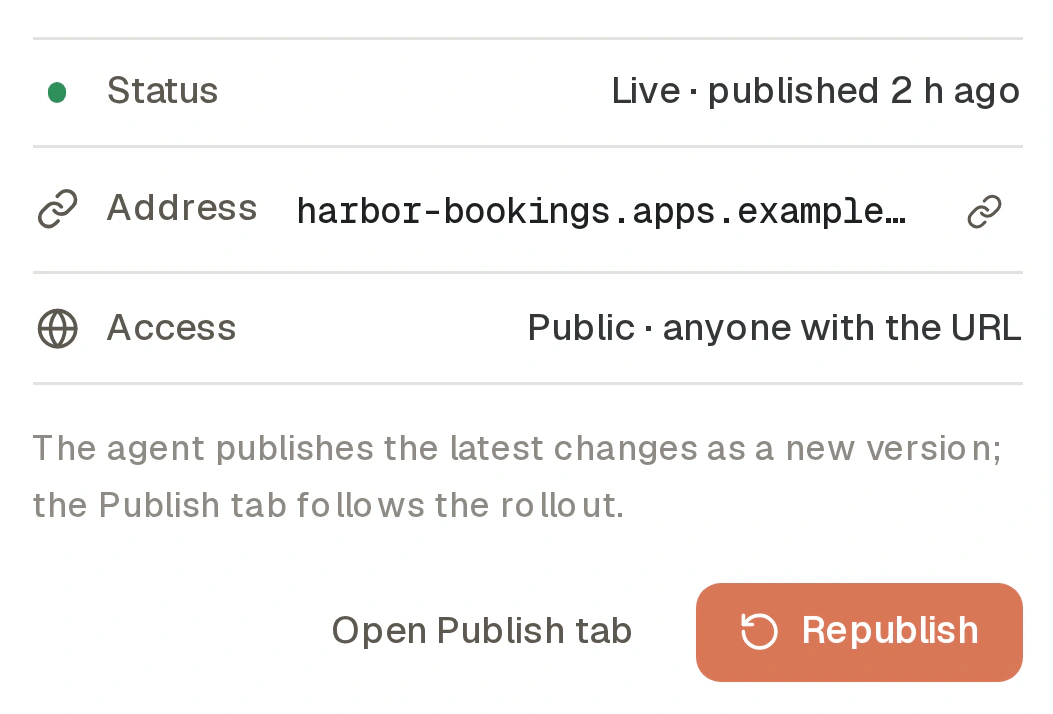 Status Live · published 2 h ago
Address harbor-bookings.apps.example…
Access Public · anyone with the URL
The agent publishes the latest changes as a new version;
the Publish tab follows the rollout.
Open Publish tab Republish